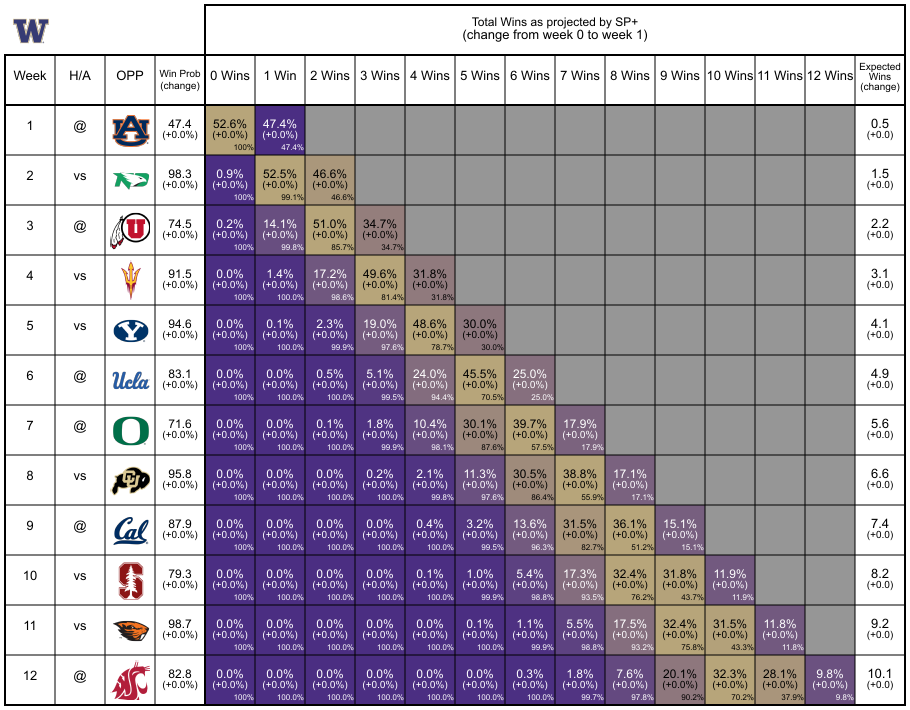 W
Total Wins as projected by SP+
(change from week 0 to week 1)
Week H/A OPP Win Prob (change) 0 Wins 1 Win 2 Wins 3 Wins 4 Wins 5 Wins 6 Wins 7 Wins 8 Wins 9 Wins 10 Wins 11 Wins 12 Wins Expected Wins (change)
1 @ AU 47.4 52.6% 47.4% 0.5
(+0.0%) (+0.0%) (+0.0%) (+0.0)
100% 47.4%
2 vs 98.3 0.9% 52.5% 46.6% 1.5
(+0.0%) (+0.0%) (+0.0%) (+0.0%) (+0.0)
100% 99.1% 46.6%
3 @ U 74.5 0.2% 14.1% 51.0% 34.7% 2.2
(+0.0%) (+0.0%) (+0.0%) (+0.0%) (+0.0%) (+0.0)
100% 99.8% 85.7% 34.7%
4 vs 91.5 0.0% 1.4% 17.2% 49.6% 31.8% 3.1
(+0.0%) (+0.0%) (+0.0%) (+0.0%) (+0.0%) (+0.0%) (+0.0)
100% 100.0% 98.6% 81.4% 31.8%
5 vs Y 94.6 0.0% 0.1% 2.3% 19.0% 48.6% 30.0% 4.1
(+0.0%) (+0.0%) (+0.0%) (+0.0%) (+0.0%) (+0.0%) (+0.0%) (+0.0)
100% 100.0% 99.9% 97.6% 78.7% 30.0%
6 @ Ucla 83.1 0.0% 0.0% 0.5% 5.1% 24.0% 45.5% 25.0% 4.9
(+0.0%) (+0.0%) (+0.0%) (+0.0%) (+0.0%) (+0.0%) (+0.0%) (+0.0%) (+0.0)
100% 100.0% 100.0% 99.5% 94.4% 70.5% 25.0%
7 @ O 71.6 0.0% 0.0% 0.1% 1.8% 10.4% 30.1% 39.7% 17.9% 5.6
(+0.0%) (+0.0%) (+0.0%) (+0.0%) (+0.0%) (+0.0%) (+0.0%) (+0.0%) (+0.0%) (+0.0)
100% 100.0% 100.0% 99.9% 98.1% 87.6% 57.5% 17.9%
8 vs CU 95.8 0.0% 0.0% 0.0% 0.2% 2.1% 11.3% 30.5% 38.8% 17.1% 6.6
(+0.0%) (+0.0%) (+0.0%) (+0.0%) (+0.0%) (+0.0%) (+0.0%) (+0.0%) (+0.0%) (+0.0%) (+0.0)
100% 100.0% 100.0% 100.0% 99.8% 97.6% 86.4% 55.9% 17.1%
9 @ Cal 87.9 0.0% 0.0% 0.0% 0.0% 0.4% 3.2% 13.6% 31.5% 36.1% 15.1% 7.4
(+0.0%) (+0.0%) (+0.0%) (+0.0%) (+0.0%) (+0.0%) (+0.0%) (+0.0%) (+0.0%) (+0.0%) (+0.0%) (+0.0)
100% 100.0% 100.0% 100.0% 100.0% 99.5% 96.3% 82.7% 51.2% 15.1%
10 vs S 79.3 0.0% 0.0% 0.0% 0.0% 0.1% 1.0% 5.4% 17.3% 32.4% 31.8% 11.9% 8.2
(+0.0%) (+0.0%) (+0.0%) (+0.0%) (+0.0%) (+0.0%) (+0.0%) (+0.0%) (+0.0%) (+0.0%) (+0.0%) (+0.0%) (+0.0)
100% 100.0% 100.0% 100.0% 100.0% 99.9% 98.8% 93.5% 76.2% 43.7% 11.9%
11 vs 98.7 0.0% 0.0% 0.0% 0.0% 0.0% 0.1% 1.1% 5.5% 17.5% 32.4% 31.5% 11.8% 9.2
(+0.0%) (+0.0%) (+0.0%) (+0.0%) (+0.0%) (+0.0%) (+0.0%) (+0.0%) (+0.0%) (+0.0%) (+0.0%) (+0.0%) (+0.0%) (+0.0)
100% 100.0% 100.0% 100.0% 100.0% 100.0% 99.9% 98.8% 93.2% 75.8% 43.3% 11.8%
12 @ 82.8 0.0% 0.0% 0.0% 0.0% 0.0% 0.0% 0.3% 1.8% 7.6% 20.1% 32.3% 28.1% 9.8% 10.1
(+0.0%) (+0.0%) (+0.0%) (+0.0%) (+0.0%) (+0.0%) (+0.0%) (+0.0%) (+0.0%) (+0.0%) (+0.0%) (+0.0%) (+0.0%) (+0.0%) (+0.0)
100% 100.0% 100.0% 100.0% 100.0% 100.0% 100.0% 99.7% 97.8% 90.2% 70.2% 37.9% 9.8%